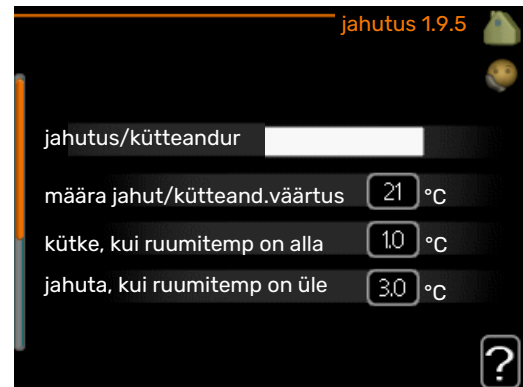 jahutus 1.9.5
jahutus/kütteandur
määra jahut/kütteand.väärtus 21 °C
kütke, kui ruumitemp on alla 1.0 °C
jahuta, kui ruumitemp on üle 3.0 °C
?